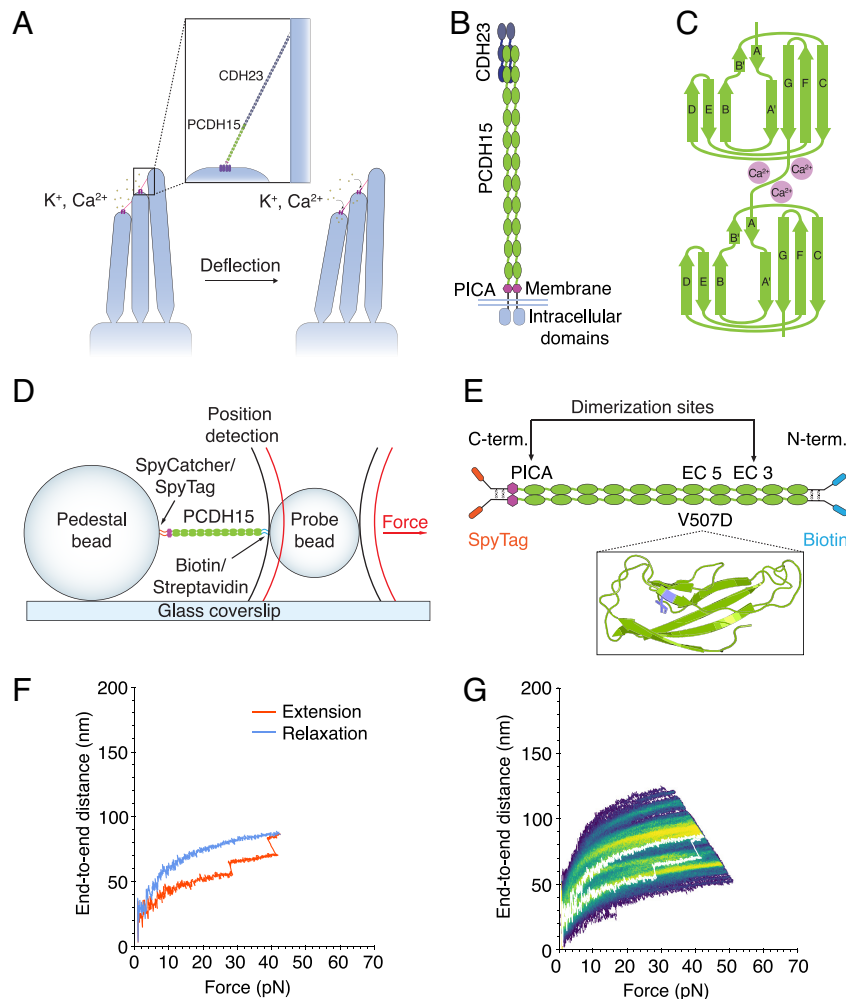 A
CDH23
PCDH15
K⁺, Ca²⁺
K⁺, Ca²⁺
Deflection
B
CDH23
PCDH15
PICA
Membrane
Intracellular
domains
C
A
B'
G
F
C
D
E
B
A'
Ca²⁺
Ca²⁺
Ca²⁺
A
B'
G
F
C
D
E
B
A'
D
Position
detection
SpyCatcher/
SpyTag
Pedestal
bead
PCDH15
Probe
bead
Force
Biotin/
Streptavidin
Glass coverslip
E
Dimerization sites
C-term.
N-term.
PICA
EC 5
EC 3
V507D
SpyTag
Biotin
F
200
150
100
50
0
End-to-end distance (nm)
Extension
Relaxation
0 10 20 30 40 50 60 70
Force (pN)
G
200
150
100
50
0
End-to-end distance (nm)
0 10 20 30 40 50 60 70
Force (pN)